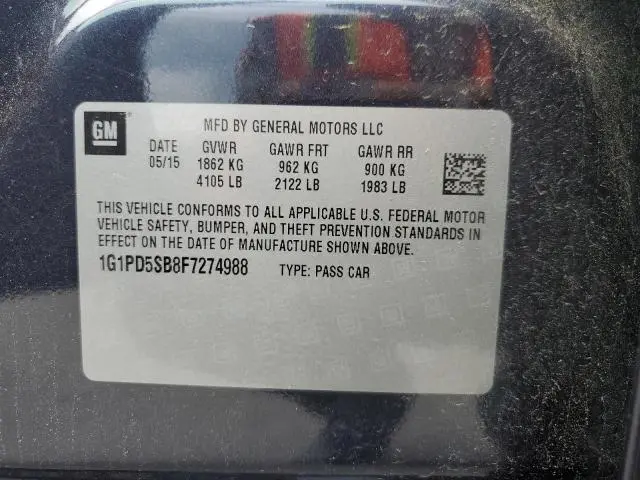 GM
MFD BY GENERAL MOTORS LLC
DATE GVWR GAWR FRT GAWR RR
05/15 1862 KG 962 KG 900 KG
4105 LB 2122 LB 1983 LB
THIS VEHICLE CONFORMS TO ALL APPLICABLE U.S. FEDERAL MOTOR
VEHICLE SAFETY, BUMPER, AND THEFT PREVENTION STANDARDS IN
EFFECT ON THE DATE OF MANUFACTURE SHOWN ABOVE.
1G1PD5SB8F7274988 TYPE: PASS CAR